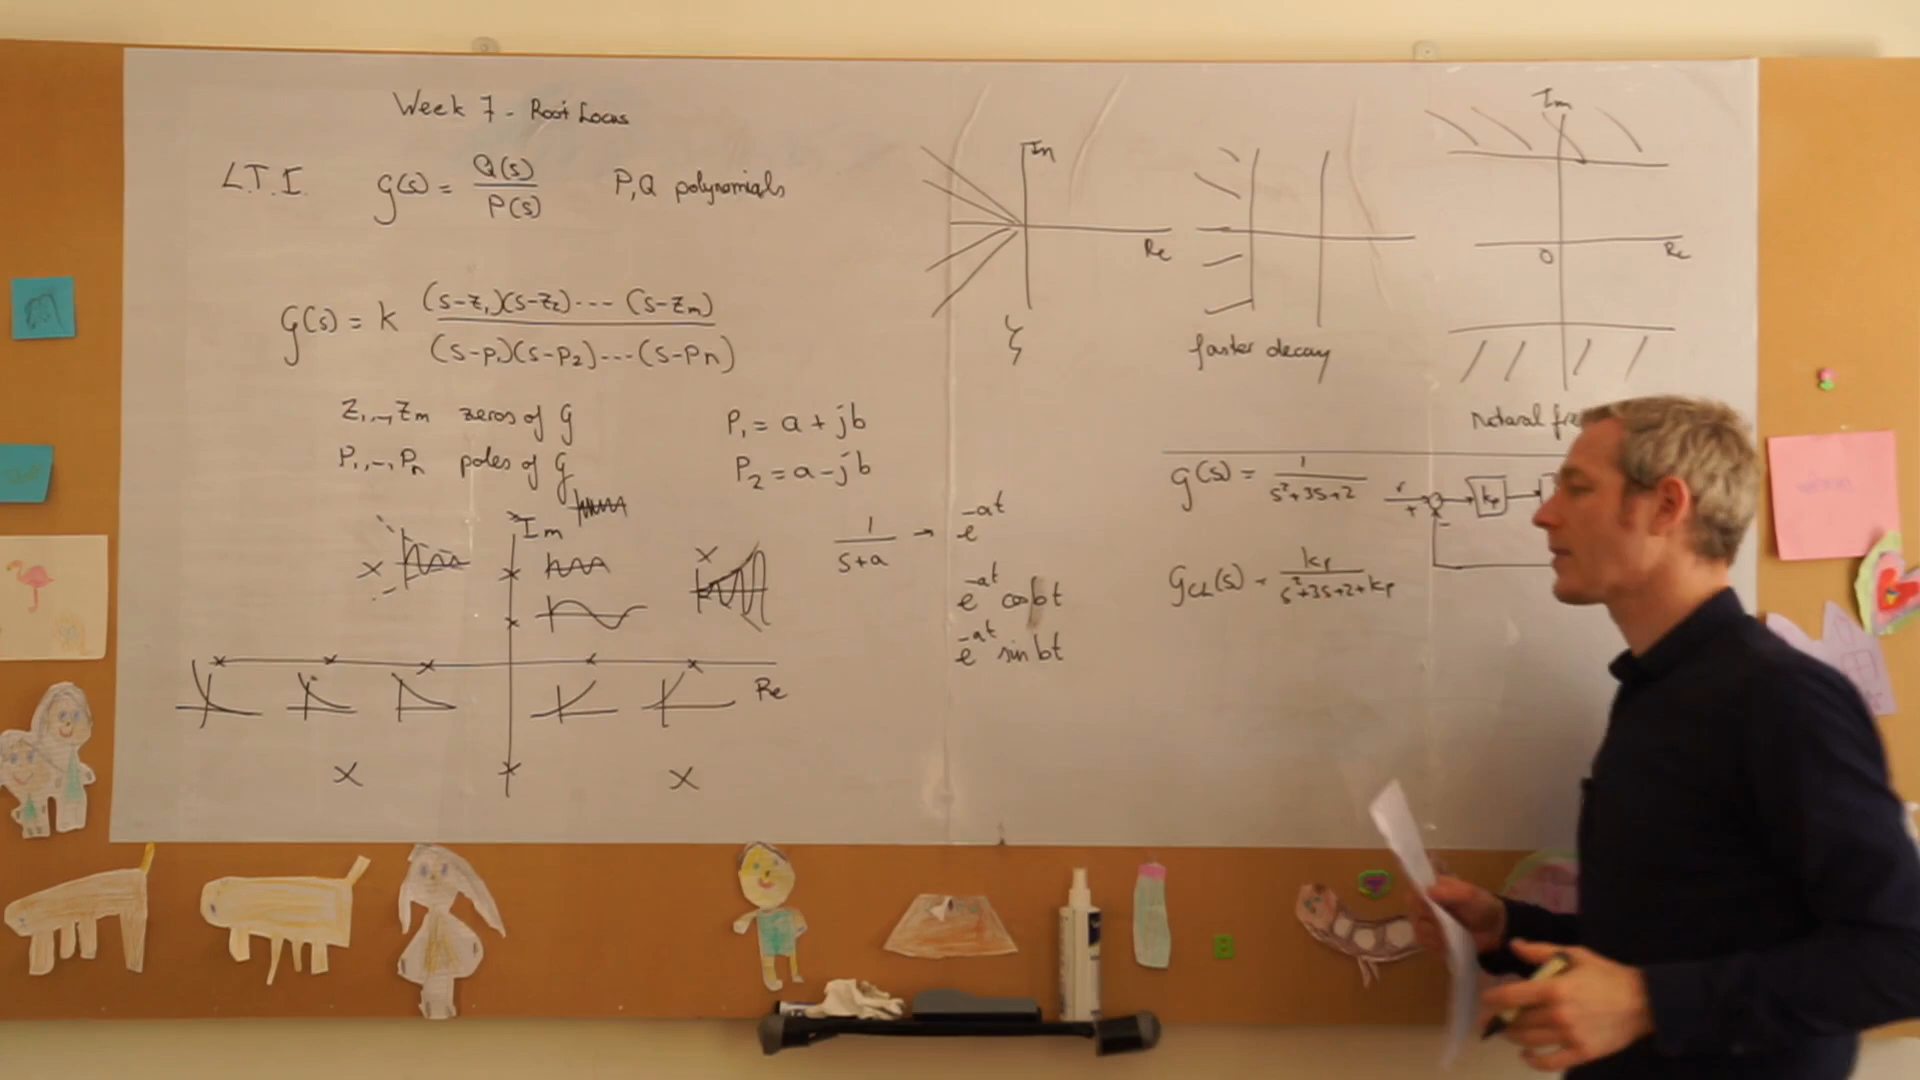 Week 7 - Root Locus
L.T.I. g(s) = Q(s)/P(s) P,Q polynomials
g(s) = k (s-z₁)(s-z₂)---(s-zm)/(s-p₁)(s-p₂)---(s-pn)
z₁,-,zm zeros of g
P₁,-,Pn poles of g
P₁ = a + jb
P₂ = a - jb
Im
Re
1/(s+a) → e^-at
e^-at cos bt
e^-at sin bt
Im
Re
ζ
faster decay
Im
0
Re
natural
g(s) = 1/(s²+3s+2)
r
+
-
kp
gCL(s) = kp/(s²+3s+2+kp)